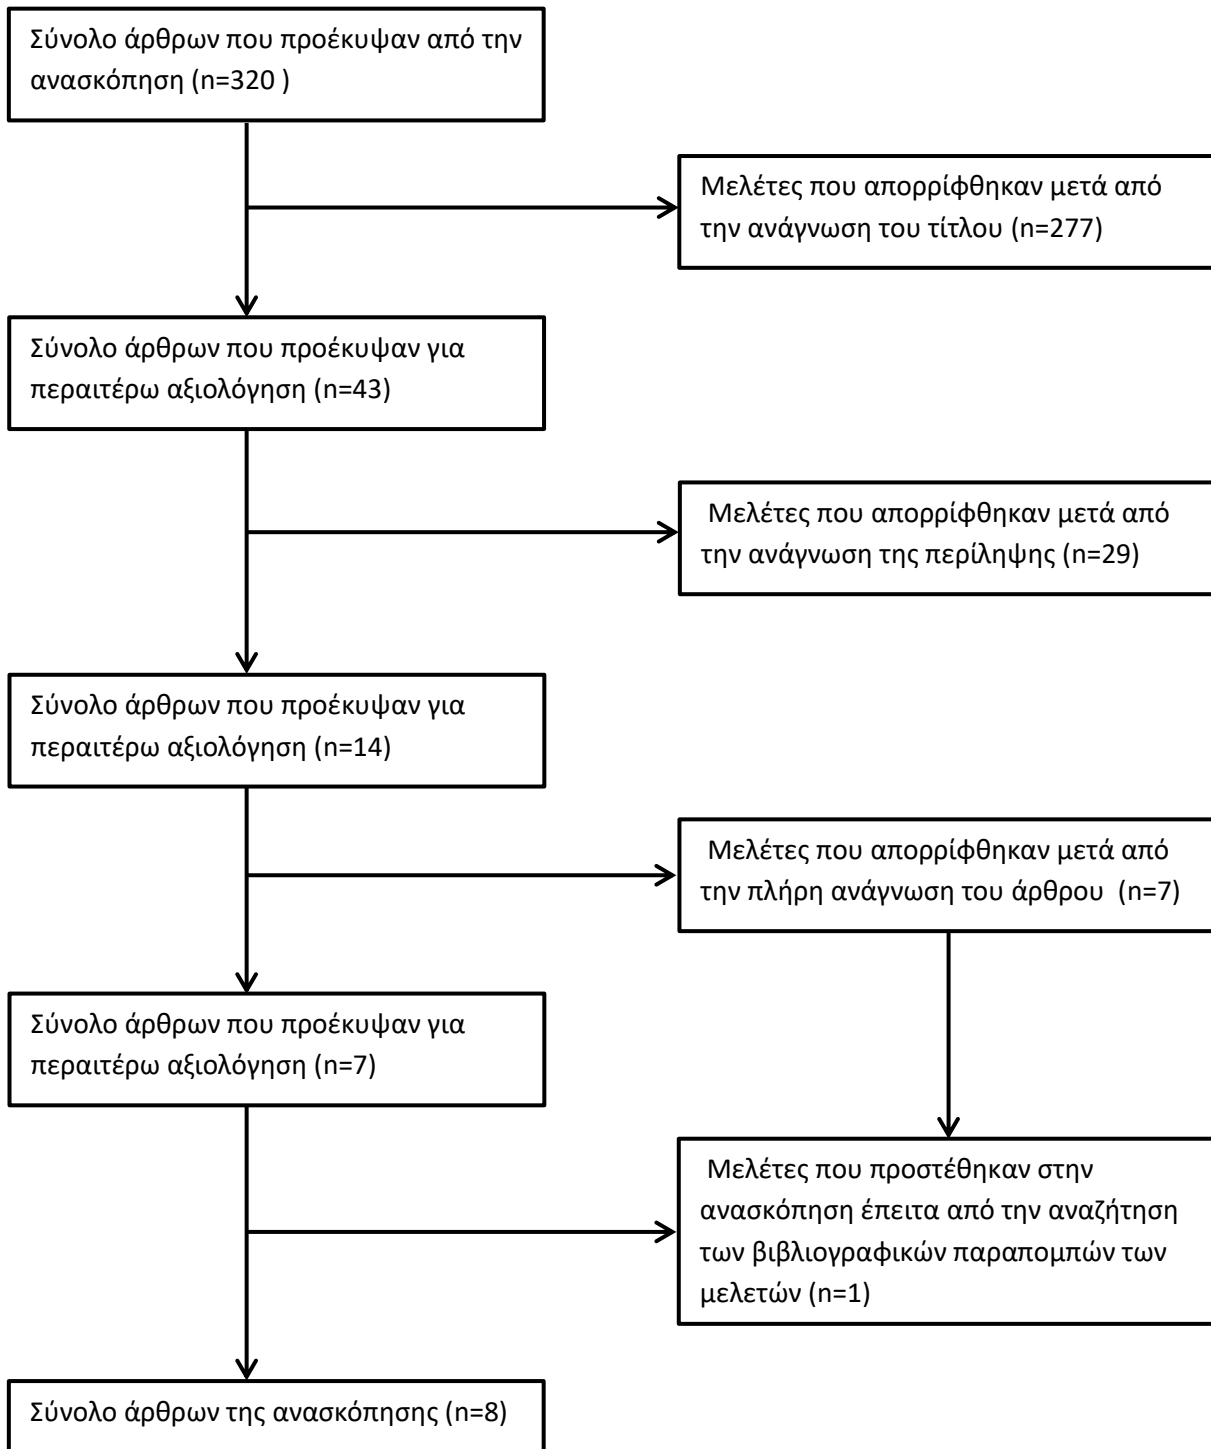 Σύνολο άρθρων που προέκυψαν από την
ανασκόπηση (n=320 )
Μελέτες που απορρίφθηκαν μετά από
την ανάγνωση του τίτλου (n=277)
Σύνολο άρθρων που προέκυψαν για
περαιτέρω αξιολόγηση (n=43)
Μελέτες που απορρίφθηκαν μετά από
την ανάγνωση της περίληψης (n=29)
Σύνολο άρθρων που προέκυψαν για
περαιτέρω αξιολόγηση (n=14)
Μελέτες που απορρίφθηκαν μετά από
την πλήρη ανάγνωση του άρθρου  (n=7)
Σύνολο άρθρων που προέκυψαν για
περαιτέρω αξιολόγηση (n=7)
Μελέτες που προστέθηκαν στην
ανασκόπηση έπειτα από την αναζήτηση
των βιβλιογραφικών παραπομπών των
μελετών (n=1)
Σύνολο άρθρων της ανασκόπησης (n=8)